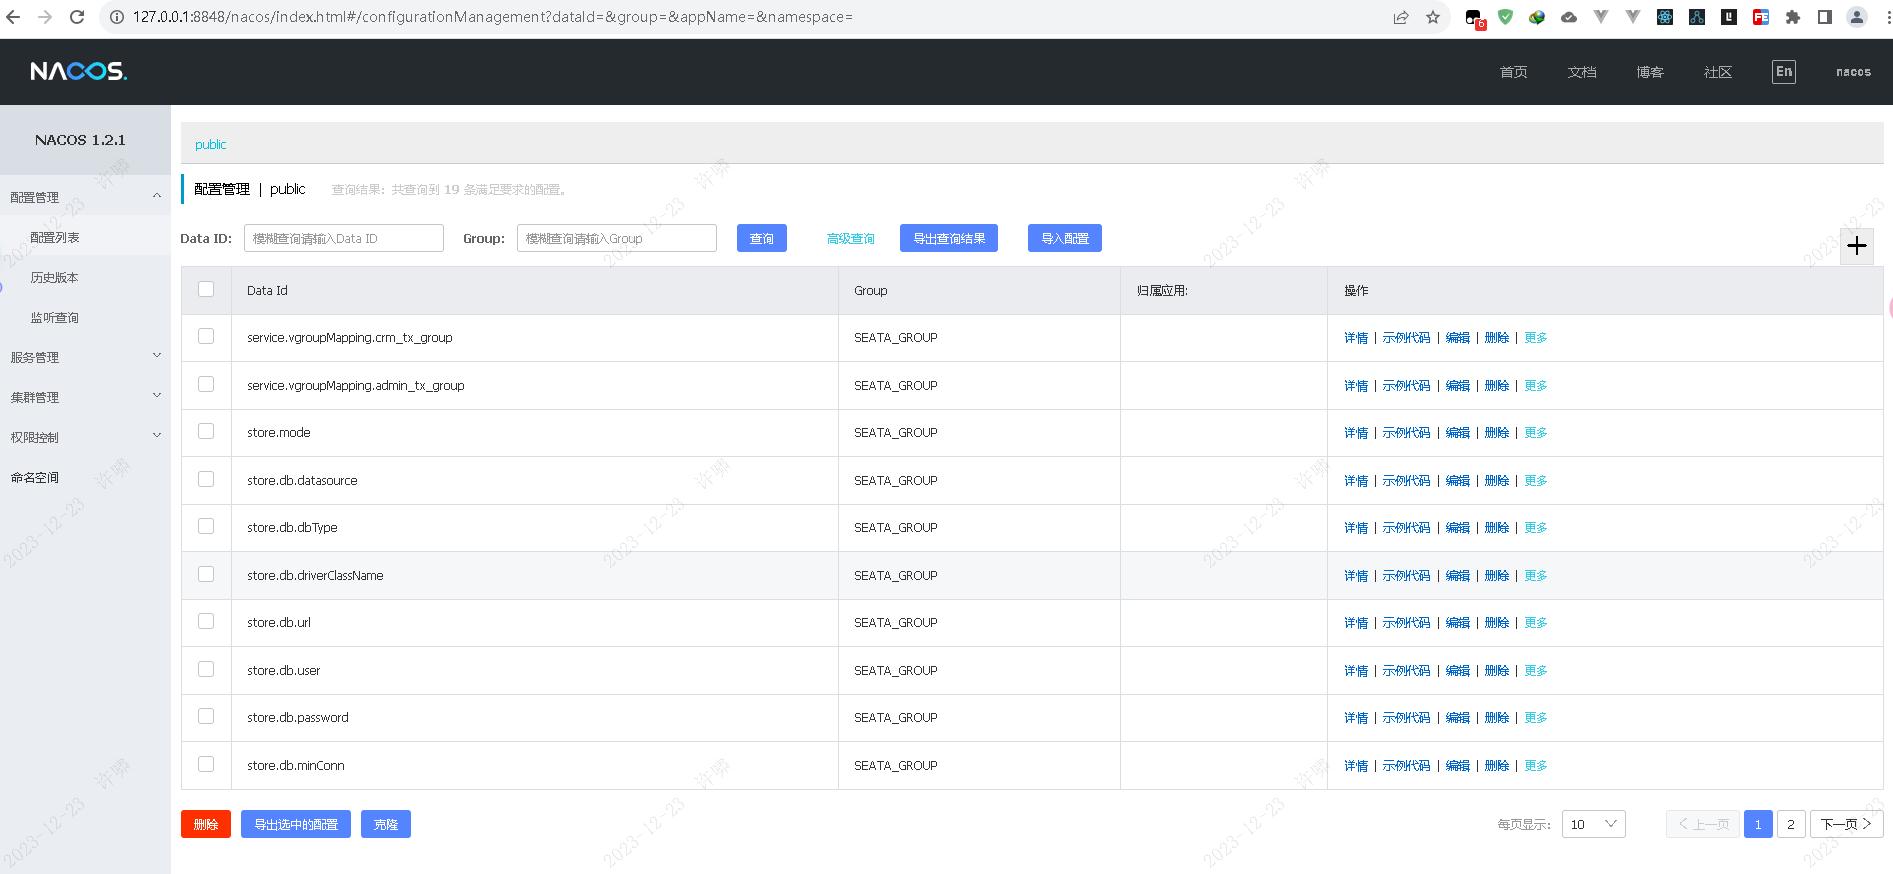 127.0.0.1:8848/nacos/index.html#/configurationManagement?dataId=&group=&appName=&namespace=
NACOS.
首页 文档 博客 社区 En nacos
NACOS 1.2.1
配置管理
配置列表
历史版本
监听查询
服务管理
集群管理
权限控制
命名空间
public
配置管理 | public 查询结果：共查询到 19 条满足要求的配置。
Data ID: 模糊查询请输入Data ID Group: 模糊查询请输入Group 查询 高级查询 导出查询结果 导入配置
Data Id Group 归属应用: 操作
service.vgroupMapping.crm_tx_group SEATA_GROUP 详情 | 示例代码 | 编辑 | 删除 | 更多
service.vgroupMapping.admin_tx_group SEATA_GROUP 详情 | 示例代码 | 编辑 | 删除 | 更多
store.mode SEATA_GROUP 详情 | 示例代码 | 编辑 | 删除 | 更多
store.db.datasource SEATA_GROUP 详情 | 示例代码 | 编辑 | 删除 | 更多
store.db.dbType SEATA_GROUP 详情 | 示例代码 | 编辑 | 删除 | 更多
store.db.driverClassName SEATA_GROUP 详情 | 示例代码 | 编辑 | 删除 | 更多
store.db.url SEATA_GROUP 详情 | 示例代码 | 编辑 | 删除 | 更多
store.db.user SEATA_GROUP 详情 | 示例代码 | 编辑 | 删除 | 更多
store.db.password SEATA_GROUP 详情 | 示例代码 | 编辑 | 删除 | 更多
store.db.minConn SEATA_GROUP 详情 | 示例代码 | 编辑 | 删除 | 更多
删除 导出选中的配置 克隆 每页显示: 10 上一页 1 2 下一页
2023-12-23